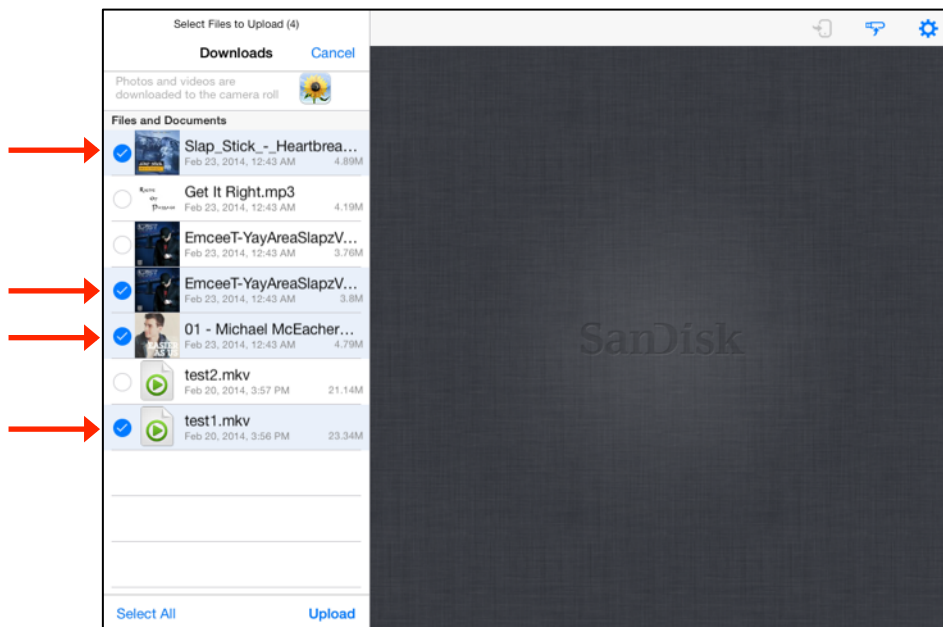 Select Files to Upload (4)
Downloads
Cancel
Photos and videos are
downloaded to the camera roll
Files and Documents
Slap_Stick_-_Heartbrea...
Feb 23, 2014, 12:43 AM 4.89M
Get It Right.mp3
Feb 23, 2014, 12:43 AM 4.19M
EmceeT-YayAreaSlapzV...
Feb 23, 2014, 12:43 AM 3.76M
EmceeT-YayAreaSlapzV...
Feb 23, 2014, 12:43 AM 3.8M
01 - Michael McEacher...
Feb 23, 2014, 12:43 AM 4.79M
test2.mkv
Feb 20, 2014, 3:57 PM 21.14M
test1.mkv
Feb 20, 2014, 3:56 PM 23.34M
Select All
Upload
SanDisk